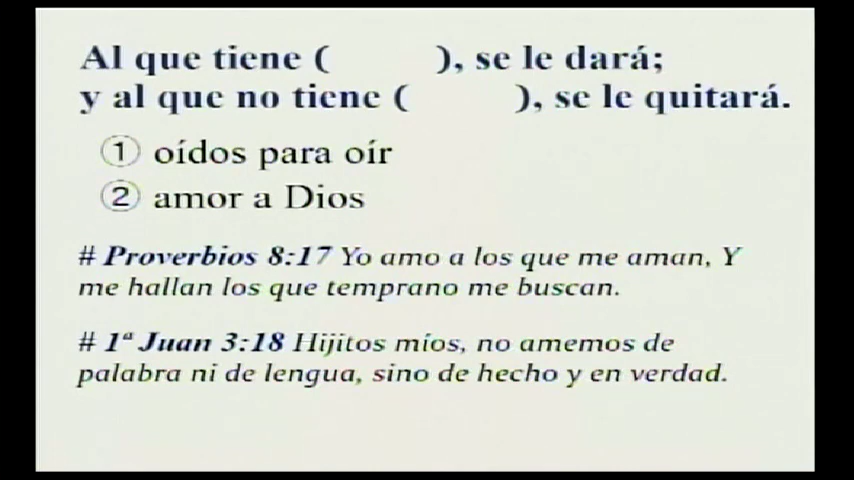 Al que tiene ( ), se le dará;
y al que no tiene ( ), se le quitará.
① oídos para oír
② amor a Dios
# Proverbios 8:17 Yo amo a los que me aman, Y
me hallan los que temprano me buscan.
# 1ª Juan 3:18 Hijitos míos, no amemos de
palabra ni de lengua, sino de hecho y en verdad.